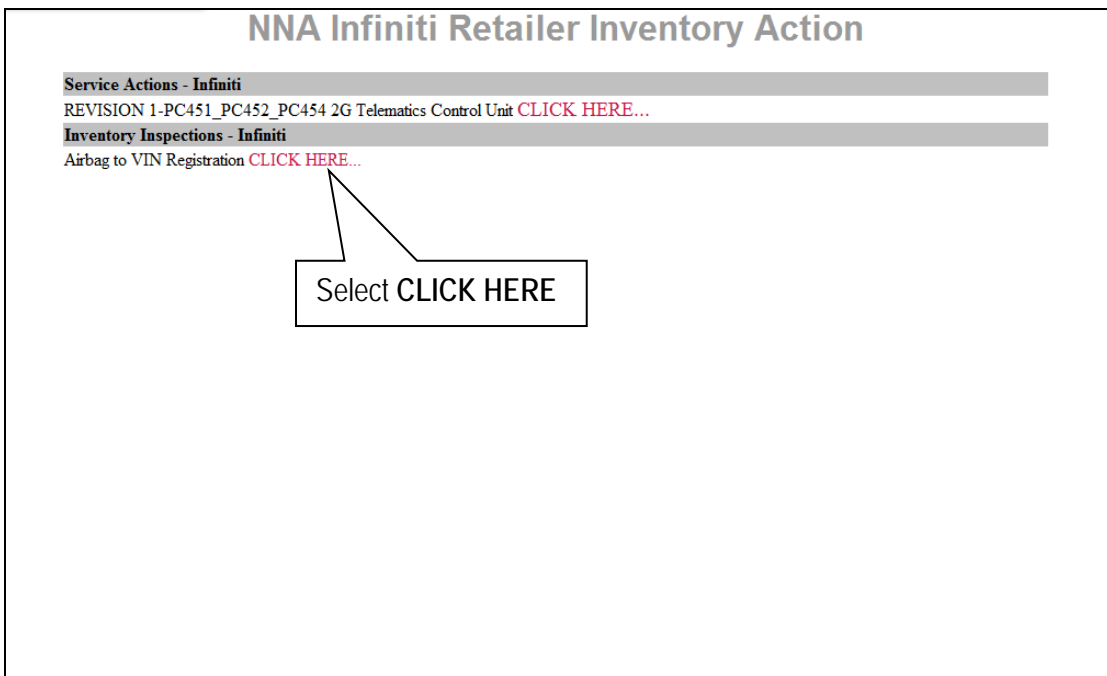 NNA Infiniti Retailer Inventory Action
Service Actions - Infiniti
REVISION 1-PC451_PC452_PC454 2G Telematics Control Unit CLICK HERE...
Inventory Inspections - Infiniti
Airbag to VIN Registration CLICK HERE...
Select CLICK HERE